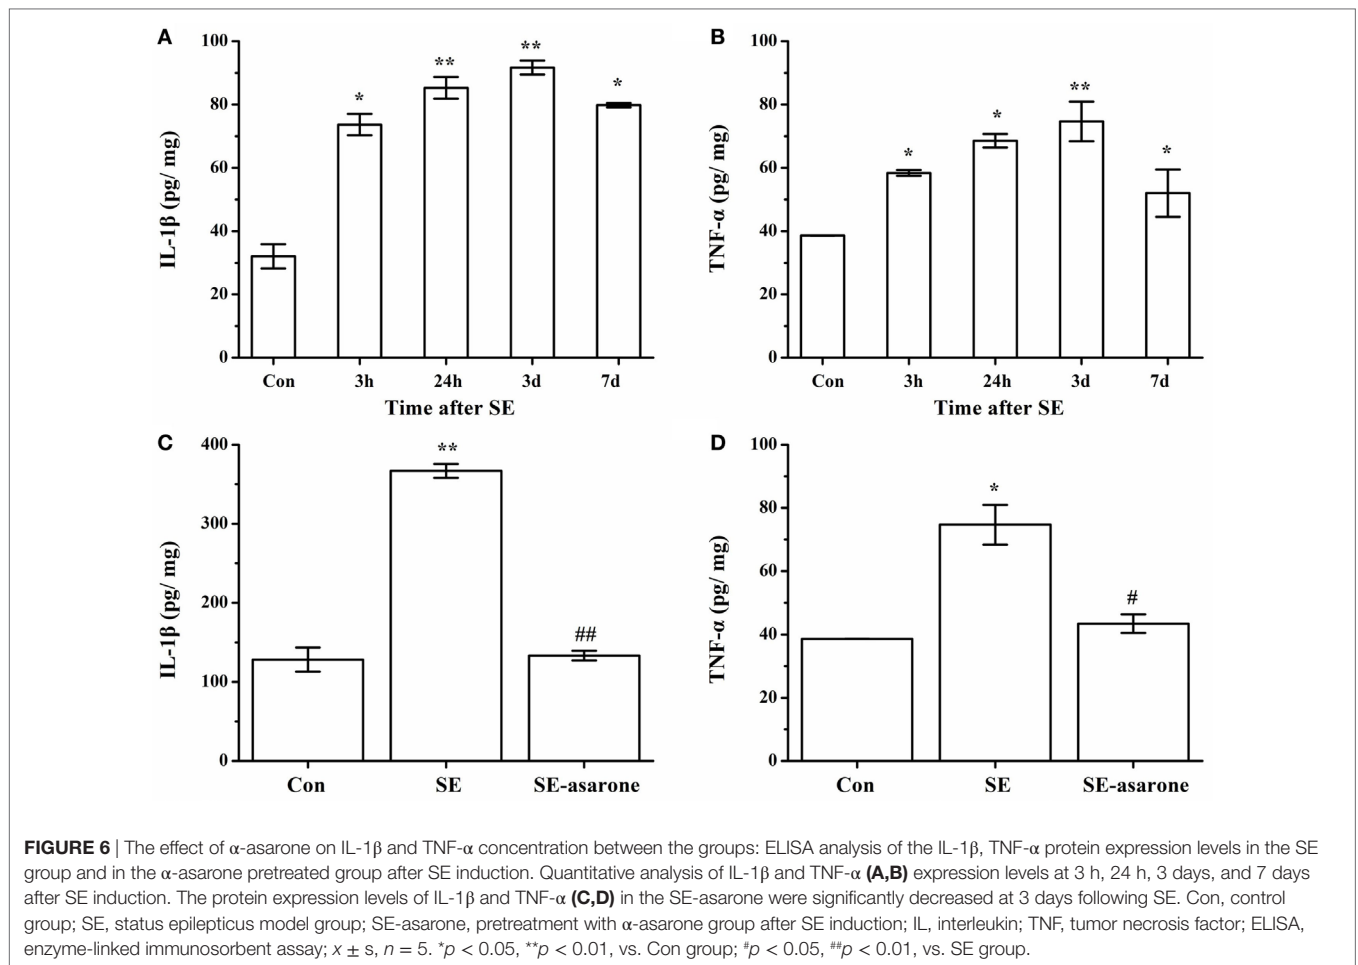 A
100
80
60
40
20
0
IL-1β (pg/ mg)
*
**
**
*
Con 3h 24h 3d 7d
Time after SE
B
100
80
60
40
20
0
TNF-α (pg/ mg)
*
*
**
*
Con 3h 24h 3d 7d
Time after SE
C
400
300
200
100
0
IL-1β (pg/ mg)
**
##
Con SE SE-asarone
D
100
80
60
40
20
0
TNF-α (pg/ mg)
*
#
Con SE SE-asarone
FIGURE 6 | The effect of α-asarone on IL-1β and TNF-α concentration between the groups: ELISA analysis of the IL-1β, TNF-α protein expression levels in the SE
group and in the α-asarone pretreated group after SE induction. Quantitative analysis of IL-1β and TNF-α (A,B) expression levels at 3 h, 24 h, 3 days, and 7 days
after SE induction. The protein expression levels of IL-1β and TNF-α (C,D) in the SE-asarone were significantly decreased at 3 days following SE. Con, control
group; SE, status epilepticus model group; SE-asarone, pretreatment with α-asarone group after SE induction; IL, interleukin; TNF, tumor necrosis factor; ELISA,
enzyme-linked immunosorbent assay; x ± s, n = 5. *p < 0.05, **p < 0.01, vs. Con group; #p < 0.05, ##p < 0.01, vs. SE group.